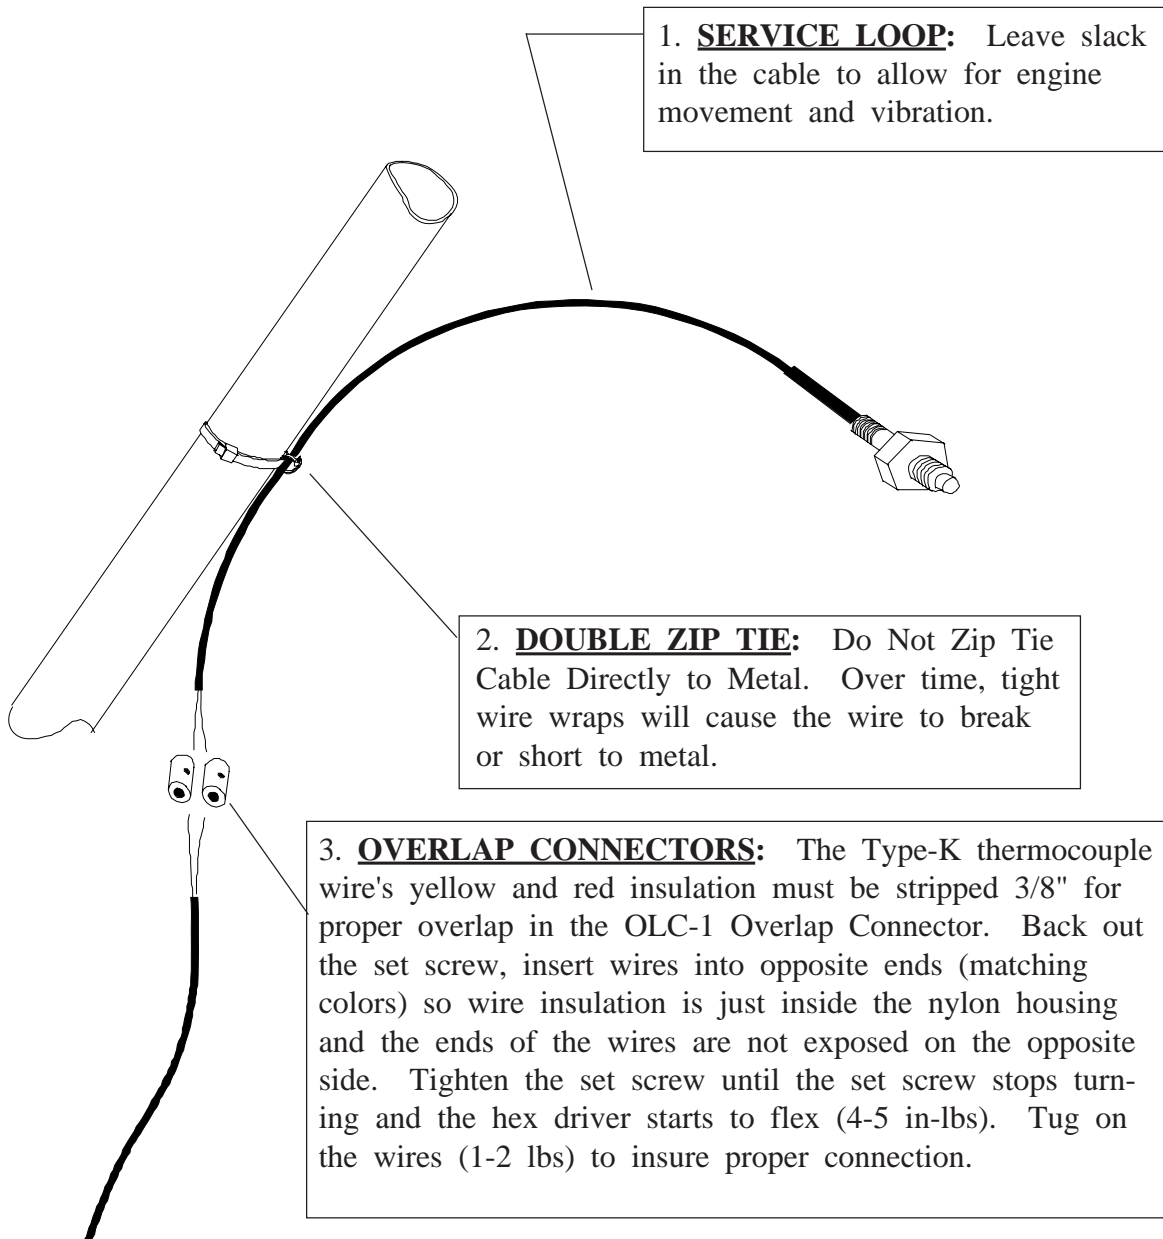 1. SERVICE LOOP: Leave slack
in the cable to allow for engine
movement and vibration.
2. DOUBLE ZIP TIE: Do Not Zip Tie
Cable Directly to Metal. Over time, tight
wire wraps will cause the wire to break
or short to metal.
3. OVERLAP CONNECTORS: The Type-K thermocouple
wire's yellow and red insulation must be stripped 3/8" for
proper overlap in the OLC-1 Overlap Connector. Back out
the set screw, insert wires into opposite ends (matching
colors) so wire insulation is just inside the nylon housing
and the ends of the wires are not exposed on the opposite
side. Tighten the set screw until the set screw stops turn-
ing and the hex driver starts to flex (4-5 in-lbs). Tug on
the wires (1-2 lbs) to insure proper connection.